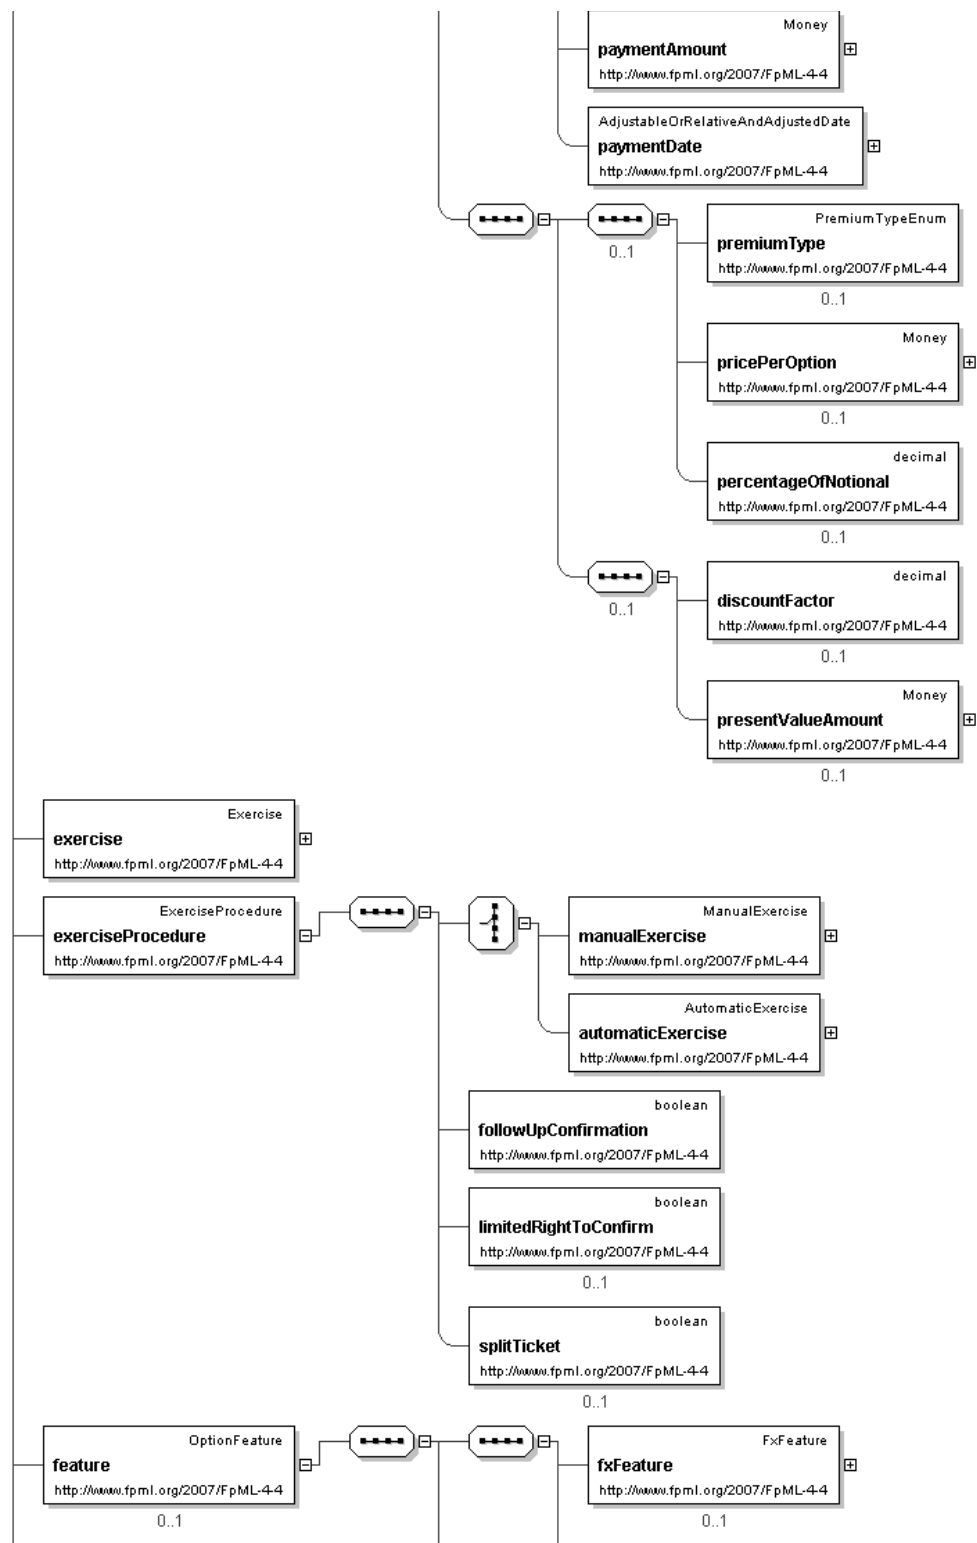 Money
paymentAmount
http://www.fpml.org/2007/FpML-4-4
AdjustableOrRelativeAndAdjustedDate
paymentDate
http://www.fpml.org/2007/FpML-4-4
0..1
PremiumTypeEnum
premiumType
http://www.fpml.org/2007/FpML-4-4
0..1
Money
pricePerOption
http://www.fpml.org/2007/FpML-4-4
0..1
decimal
percentageOfNotional
http://www.fpml.org/2007/FpML-4-4
0..1
0..1
decimal
discountFactor
http://www.fpml.org/2007/FpML-4-4
0..1
Money
presentValueAmount
http://www.fpml.org/2007/FpML-4-4
0..1
Exercise
exercise
http://www.fpml.org/2007/FpML-4-4
ExerciseProcedure
exerciseProcedure
http://www.fpml.org/2007/FpML-4-4
ManualExercise
manualExercise
http://www.fpml.org/2007/FpML-4-4
AutomaticExercise
automaticExercise
http://www.fpml.org/2007/FpML-4-4
boolean
followUpConfirmation
http://www.fpml.org/2007/FpML-4-4
boolean
limitedRightToConfirm
http://www.fpml.org/2007/FpML-4-4
0..1
boolean
splitTicket
http://www.fpml.org/2007/FpML-4-4
0..1
OptionFeature
feature
http://www.fpml.org/2007/FpML-4-4
0..1
FxFeature
fxFeature
http://www.fpml.org/2007/FpML-4-4
0..1